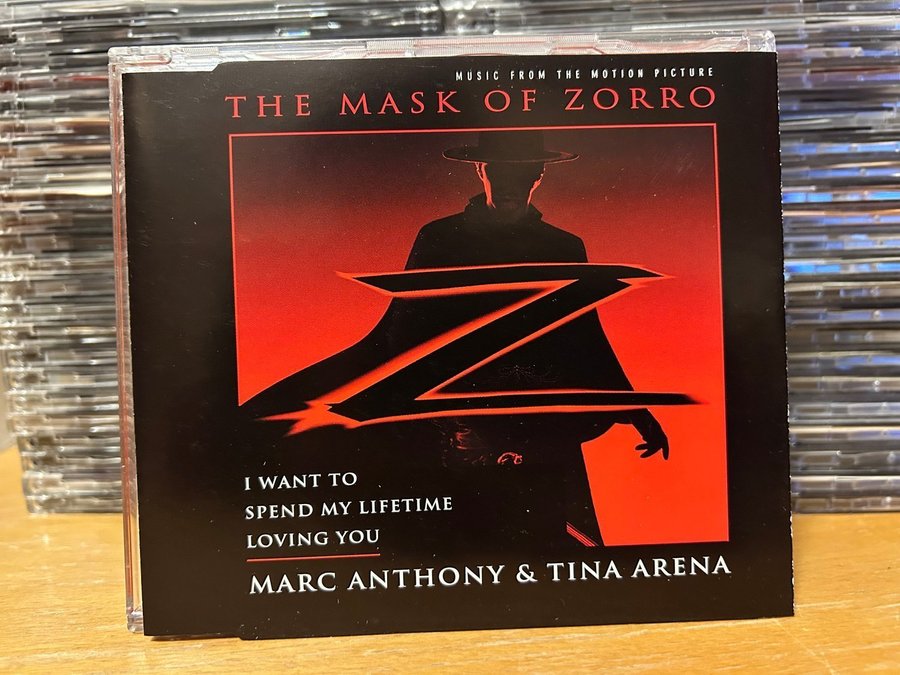 MUSIC FROM THE MOTION PICTURE
THE MASK OF ZORRO
Z
I WANT TO
SPEND MY LIFETIME
LOVING YOU
MARC ANTHONY & TINA ARENA